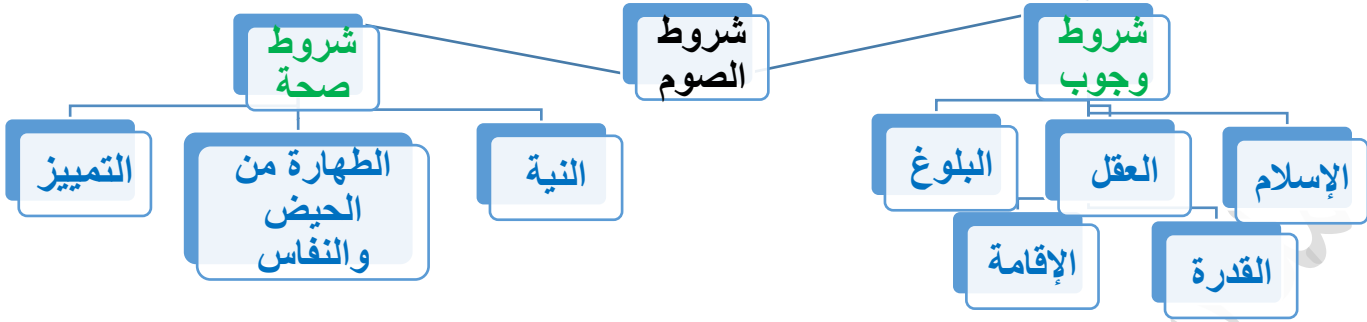 شروط
الصوم
شروط
وجوب
الإسلام
العقل
البلوغ
القدرة
الإقامة
شروط
صحة
النية
الطهارة من
الحيض
والنفاس
التمييز